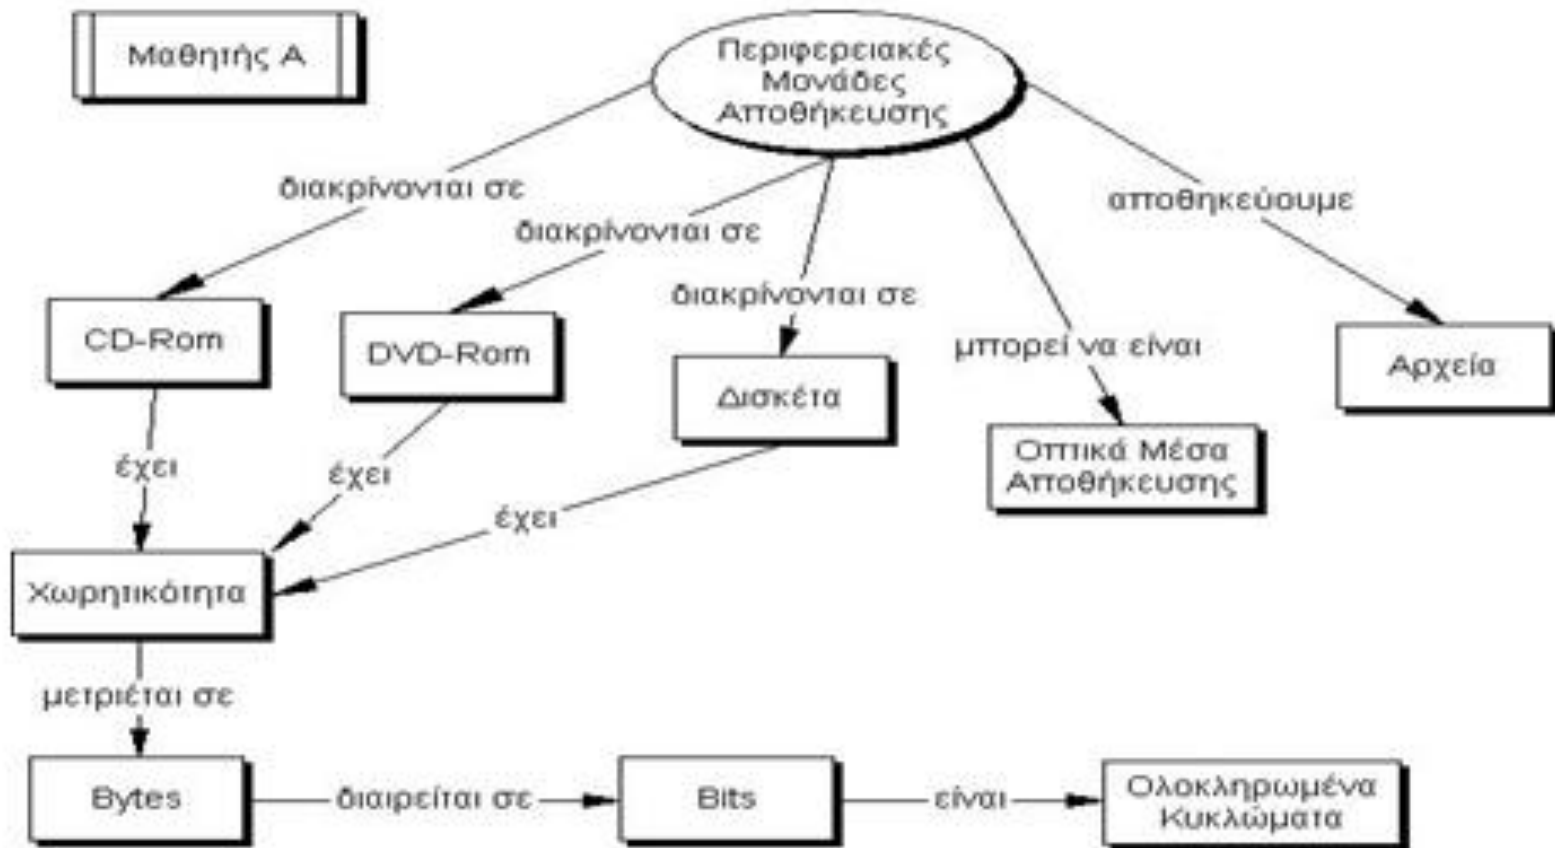 Μαθητής Α
Περιφερειακές
Μονάδες
Αποθήκευσης
διακρίνονται σε
διακρίνονται σε
διακρίνονται σε
μπορεί να είναι
αποθηκεύουμε
CD-Rom
DVD-Rom
Δισκέτα
Οπτικά Μέσα
Αποθήκευσης
Αρχεία
έχει
έχει
έχει
Χωρητικότητα
μετριέται σε
Bytes
διαιρείται σε
Bits
είναι
Ολοκληρωμένα
Κυκλώματα